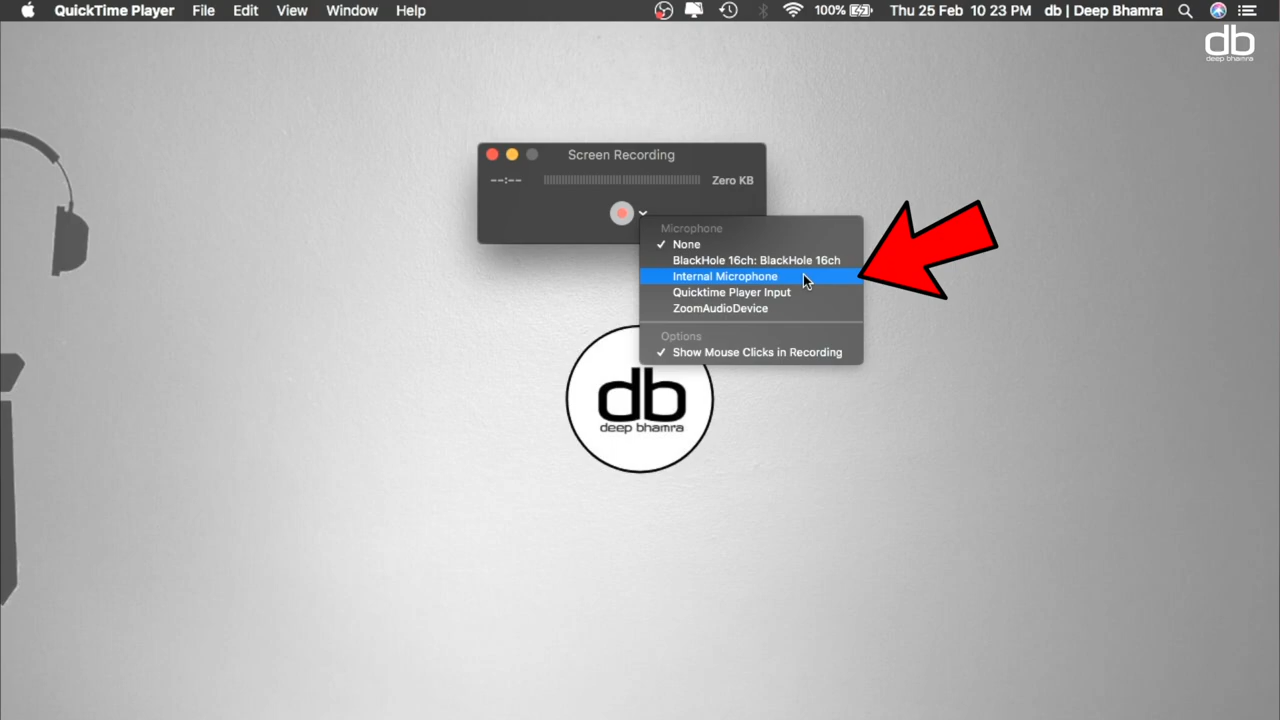 QuickTime Player File Edit View Window Help 100% Thu 25 Feb 10 23 PM db | Deep Bhamra
db
deep bhamra
Screen Recording
--:-- Zero KB
Microphone
✓ None
BlackHole 16ch: BlackHole 16ch
Internal Microphone
Quicktime Player Input
ZoomAudioDevice
Options
✓ Show Mouse Clicks in Recording
db
deep bhamra